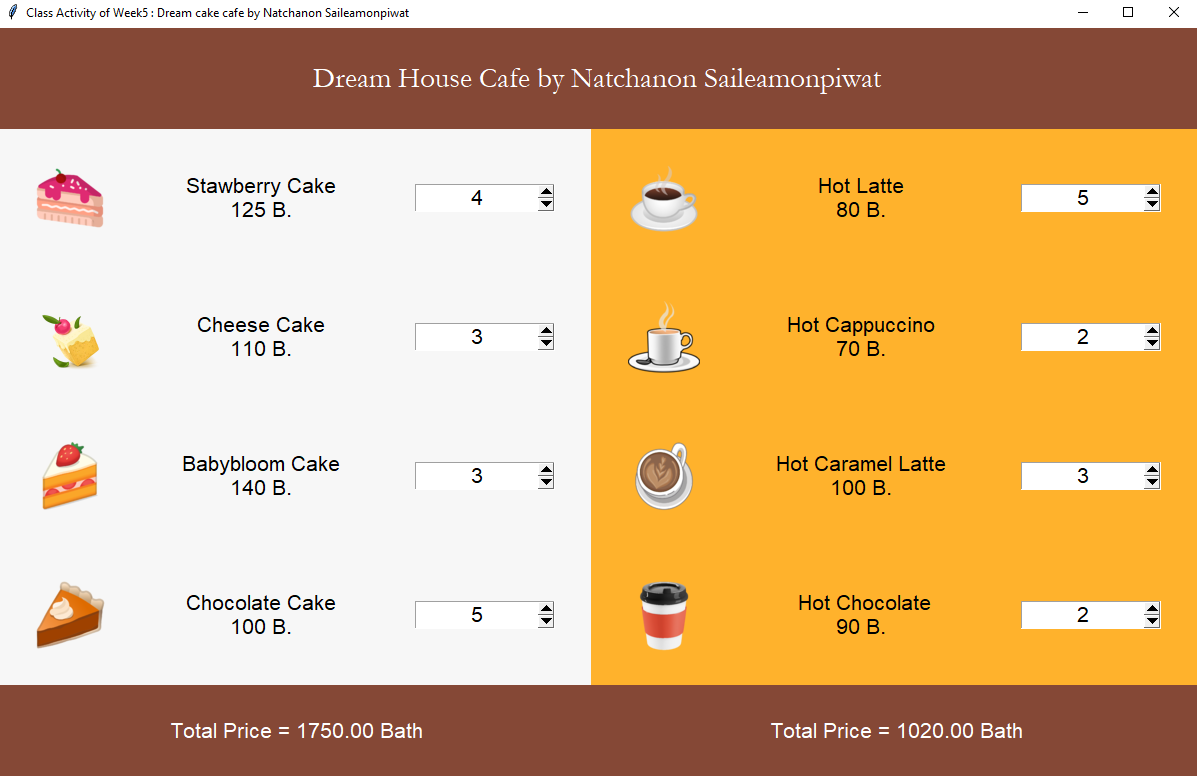 Class Activity of Week5 : Dream cake cafe by Natchanon Saileamonpiwat
Dream House Cafe by Natchanon Saileamonpiwat
Stawberry Cake
125 B.
4
Cheese Cake
110 B.
3
Babybloom Cake
140 B.
3
Chocolate Cake
100 B.
5
Total Price = 1750.00 Bath
Hot Latte
80 B.
5
Hot Cappuccino
70 B.
2
Hot Caramel Latte
100 B.
3
Hot Chocolate
90 B.
2
Total Price = 1020.00 Bath